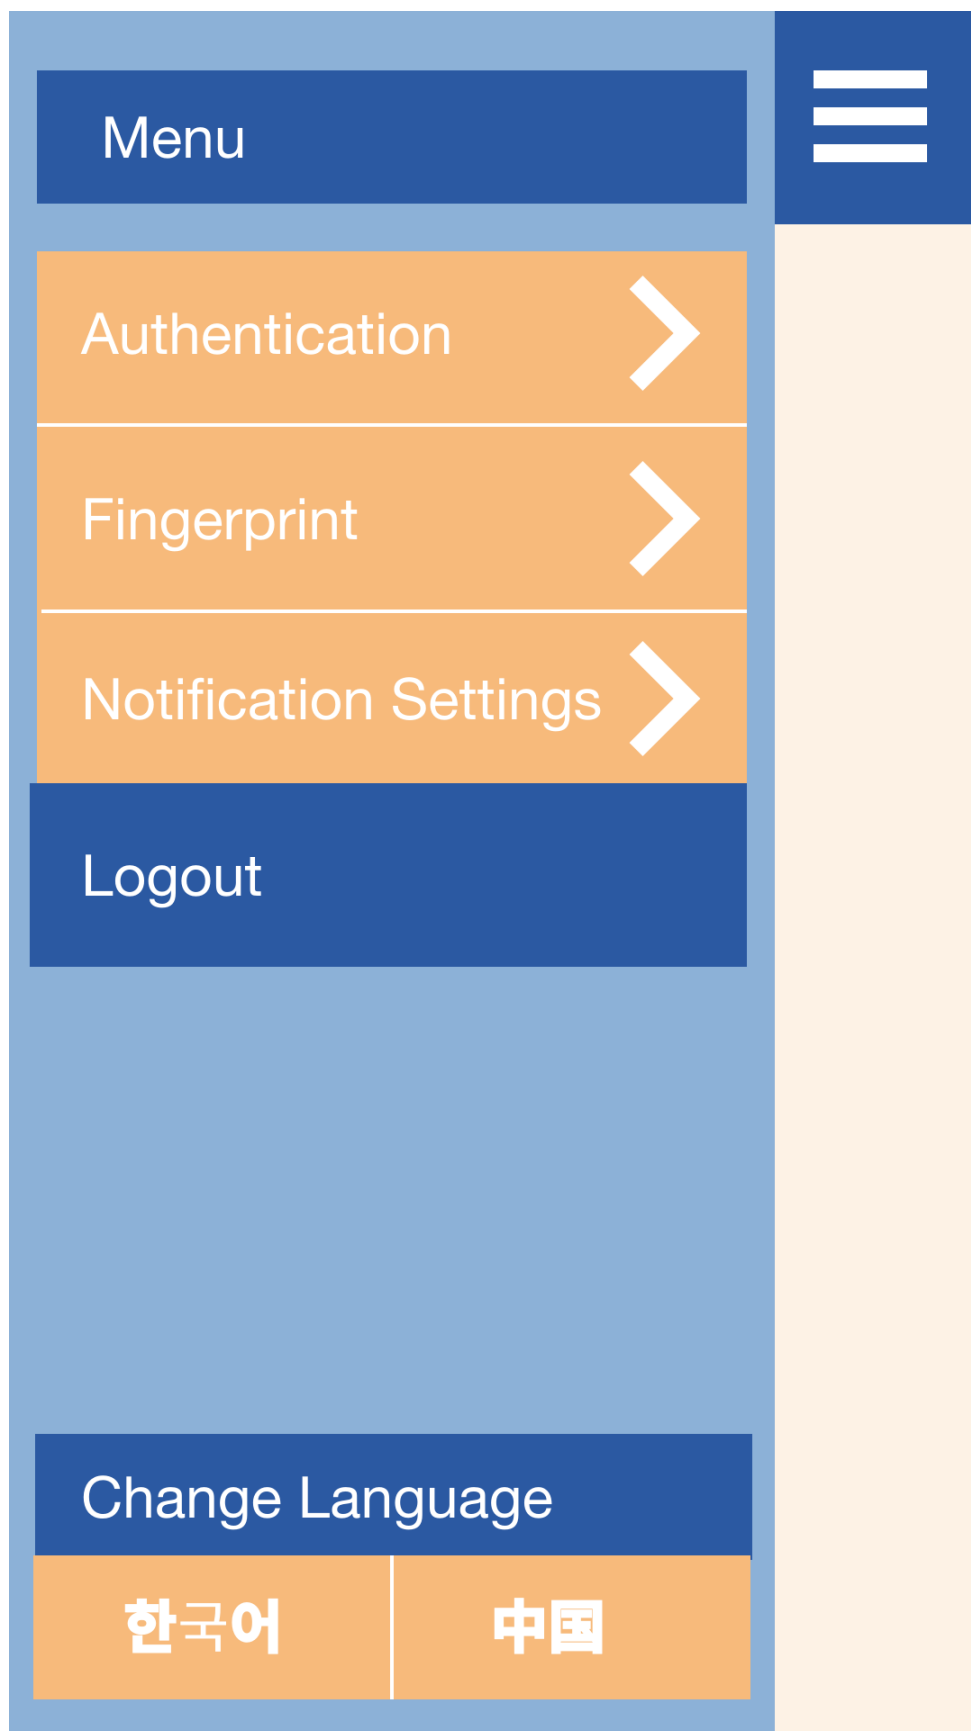 Menu
Authentication
Fingerprint
Notification Settings
Logout
Change Language
한국어
中国